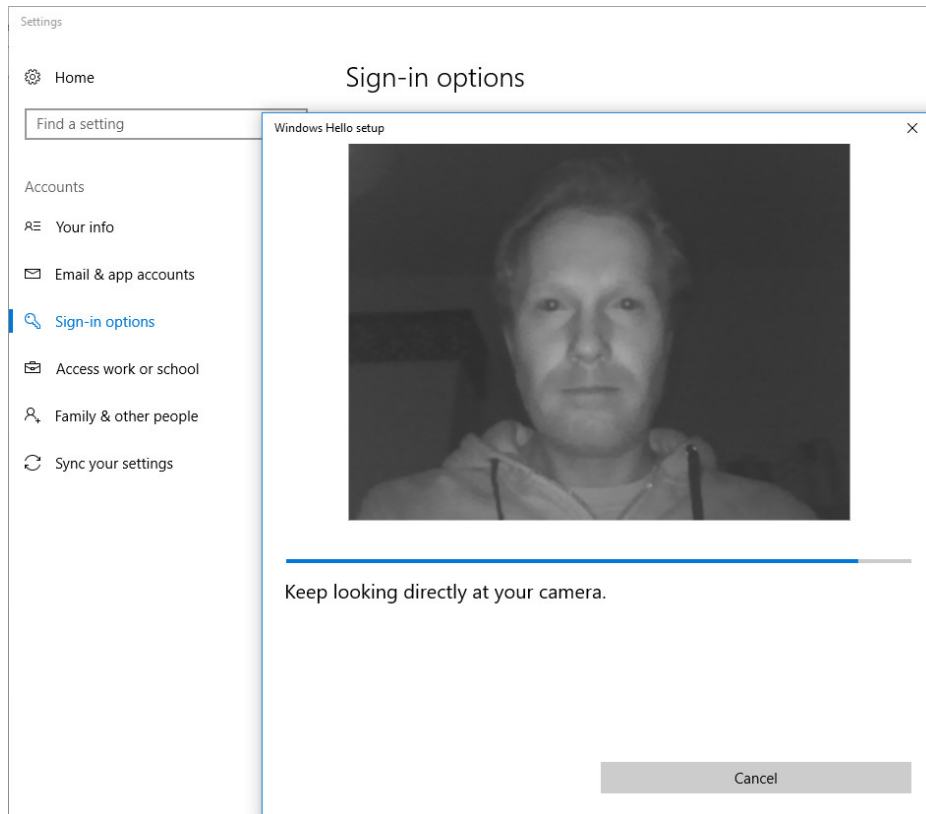 Settings
Home
Sign-in options
Find a setting
Windows Hello setup
Accounts
Your info
Email & app accounts
Sign-in options
Access work or school
Family & other people
Sync your settings
Keep looking directly at your camera.
Cancel